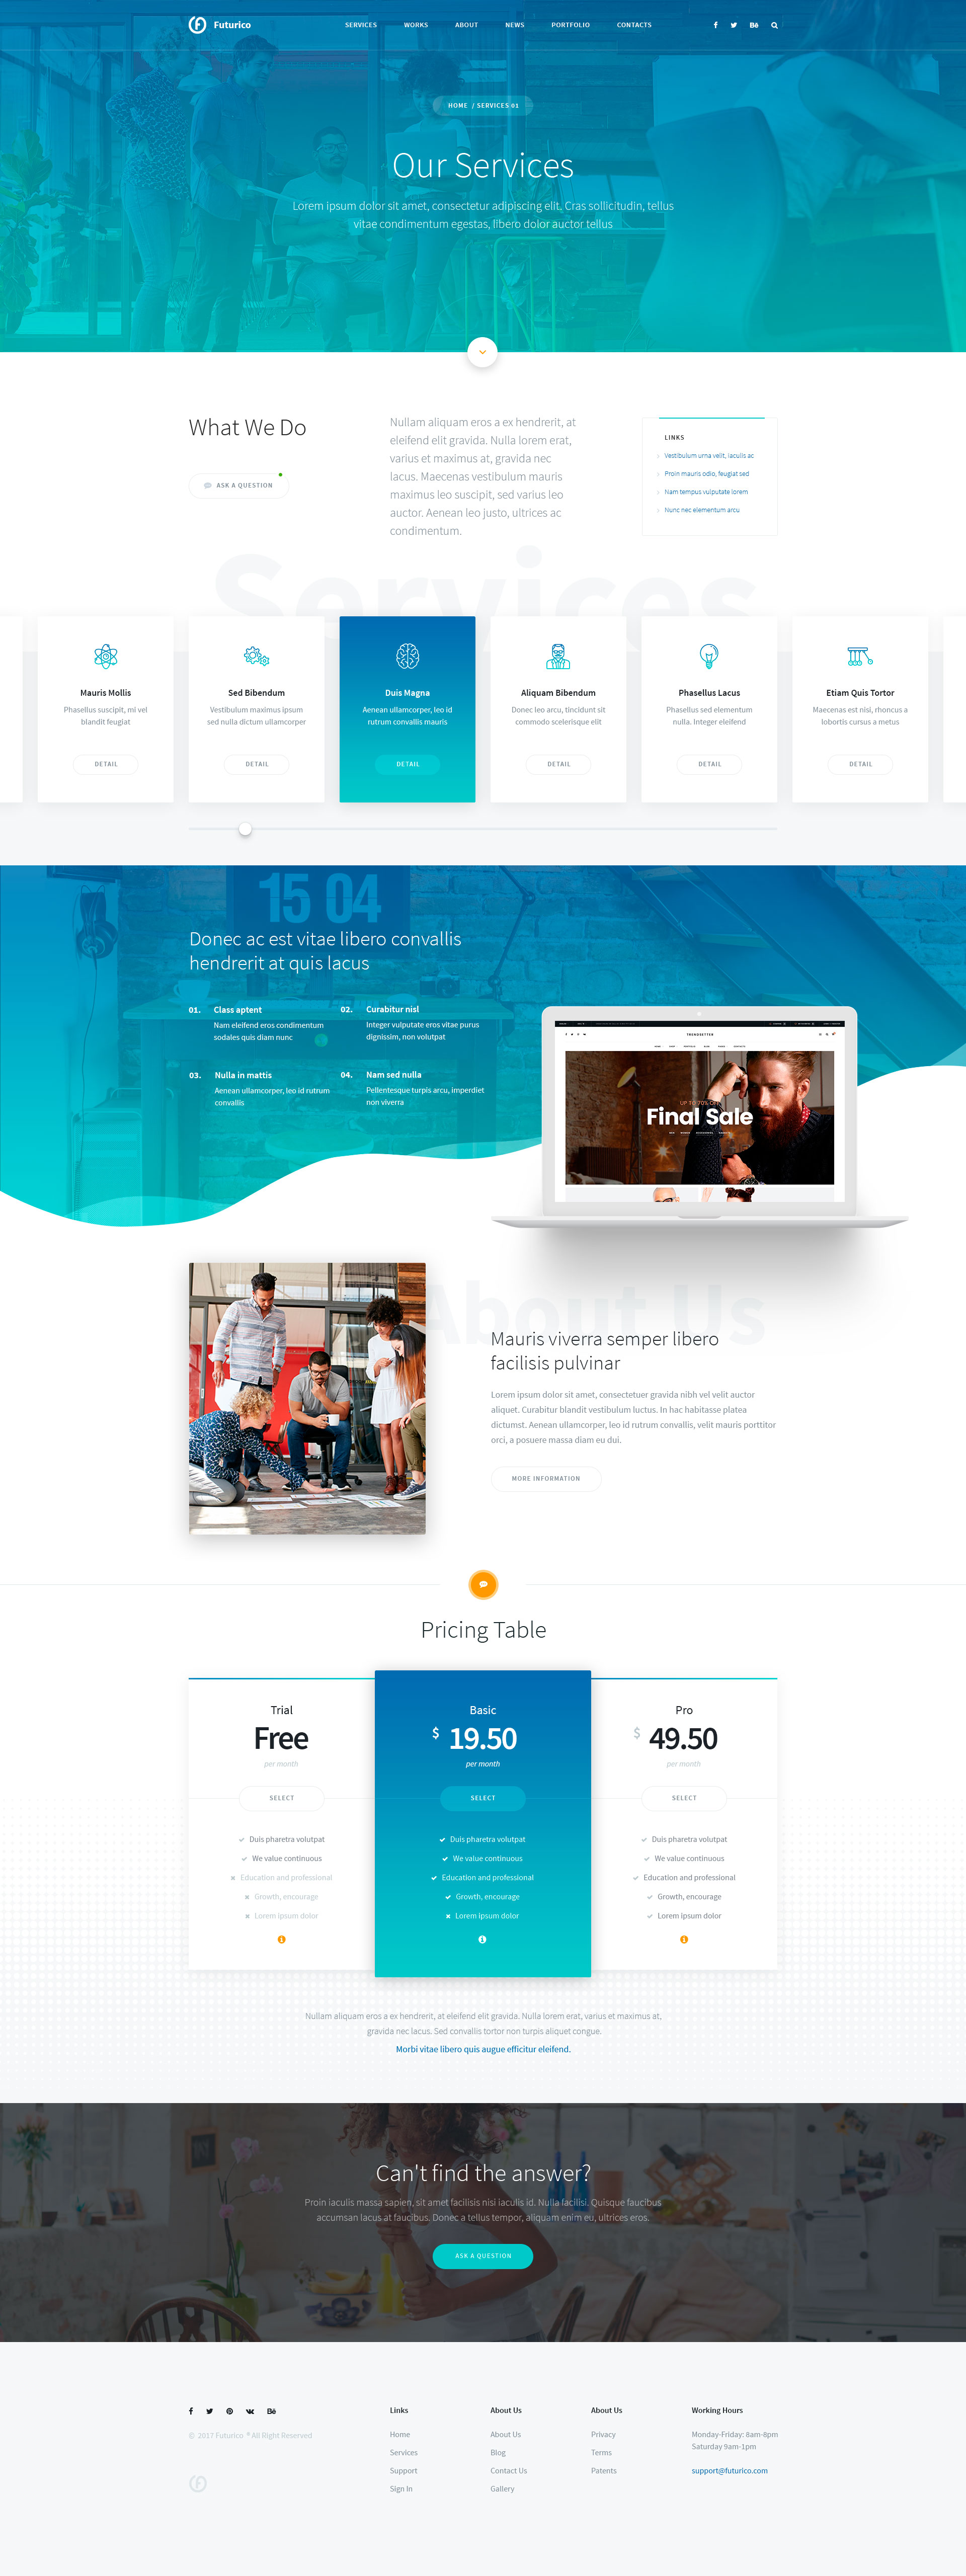 Futurico
SERVICES WORKS ABOUT NEWS PORTFOLIO CONTACTS
HOME / SERVICES 01
Our Services
Lorem ipsum dolor sit amet, consectetur adipiscing elit. Cras sollicitudin, tellus
vitae condimentum egestas, libero dolor auctor tellus
What We Do
ASK A QUESTION
Nullam aliquam eros a ex hendrerit, at
eleifend elit gravida. Nulla lorem erat,
varius et maximus at, gravida nec
lacus. Maecenas vestibulum mauris
maximus leo suscipit, sed varius leo
auctor. Aenean leo justo, ultrices ac
condimentum.
LINKS
Vestibulum urna velit, iaculis ac
Proin mauris odio, feugiat sed
Nam tempus vulputate lorem
Nunc nec elementum arcu
Services
Mauris Mollis
Phasellus suscipit, mi vel
blandit feugiat
DETAIL
Sed Bibendum
Vestibulum maximus ipsum
sed nulla dictum ullamcorper
DETAIL
Duis Magna
Aenean ullamcorper, leo id
rutrum convallis mauris
DETAIL
Aliquam Bibendum
Donec leo arcu, tincidunt sit
commodo scelerisque elit
DETAIL
Phasellus Lacus
Phasellus sed elementum
nulla. Integer eleifend
DETAIL
Etiam Quis Tortor
Maecenas est nisl, rhoncus a
lobortis cursus a metus
DETAIL
15 04
Donec ac est vitae libero convallis
hendrerit at quis lacus
01. Class aptent
Nam eleifend eros condimentum
sodales quis diam nunc
02. Curabitur nisl
Integer vulputate eros vitae purus
dignissim, non volutpat
03. Nulla in mattis
Aenean ullamcorper, leo id rutrum
convallis
04. Nam sed nulla
Pellentesque turpis arcu, imperdiet
non viverra
TRENDSETTER
UP TO 70% OFF
Final Sale
About Us
Mauris viverra semper libero
facilisis pulvinar
Lorem ipsum dolor sit amet, consectetuer gravida nibh vel velit auctor
aliquet. Curabitur blandit vestibulum luctus. In hac habitasse platea
dictumst. Aenean ullamcorper, leo id rutrum convallis, velit mauris porttitor
orci, a posuere massa diam eu dui.
MORE INFORMATION
Pricing Table
Trial
Free
per month
SELECT
Duis pharetra volutpat
We value continuous
Education and professional
Growth, encourage
Lorem ipsum dolor
Basic
$ 19.50
per month
SELECT
Duis pharetra volutpat
We value continuous
Education and professional
Growth, encourage
Lorem ipsum dolor
Pro
$ 49.50
per month
SELECT
Duis pharetra volutpat
We value continuous
Education and professional
Growth, encourage
Lorem ipsum dolor
Nullam aliquam eros a ex hendrerit, at eleifend elit gravida. Nulla lorem erat, varius et maximus at,
gravida nec lacus. Sed convallis tortor non turpis aliquet congue.
Morbi vitae libero quis augue efficitur eleifend.
Can't find the answer?
Proin iaculis massa sapien, sit amet facilisis nisi iaculis id. Nulla facilisi. Quisque faucibus
accumsan lacus at faucibus. Donec a tellus tempor, aliquam enim eu, ultrices eros.
ASK A QUESTION
© 2017 Futurico ® All Right Reserved
Links
Home
Services
Support
Sign In
About Us
About Us
Blog
Contact Us
Gallery
About Us
Privacy
Terms
Patents
Working Hours
Monday-Friday: 8am-8pm
Saturday 9am-1pm
support@futurico.com